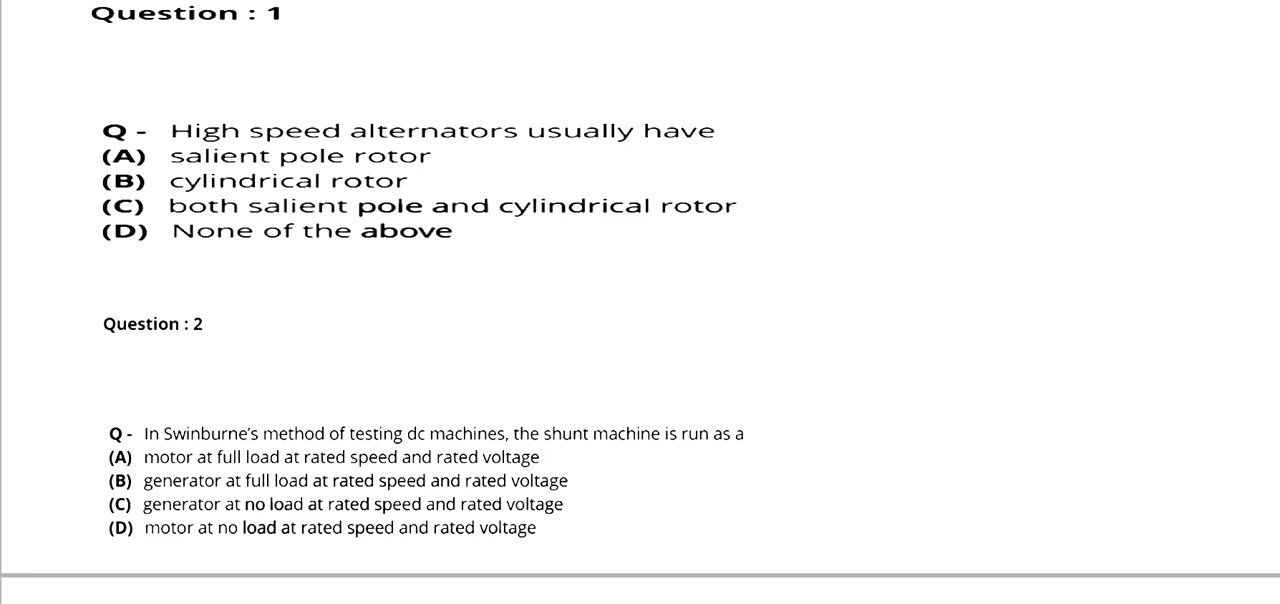 Question : 1
Q - High speed alternators usually have
(A) salient pole rotor
(B) cylindrical rotor
(C) both salient pole and cylindrical rotor
(D) None of the above
Question : 2
Q - In Swinburne’s method of testing dc machines, the shunt machine is run as a
(A) motor at full load at rated speed and rated voltage
(B) generator at full load at rated speed and rated voltage
(C) generator at no load at rated speed and rated voltage
(D) motor at no load at rated speed and rated voltage